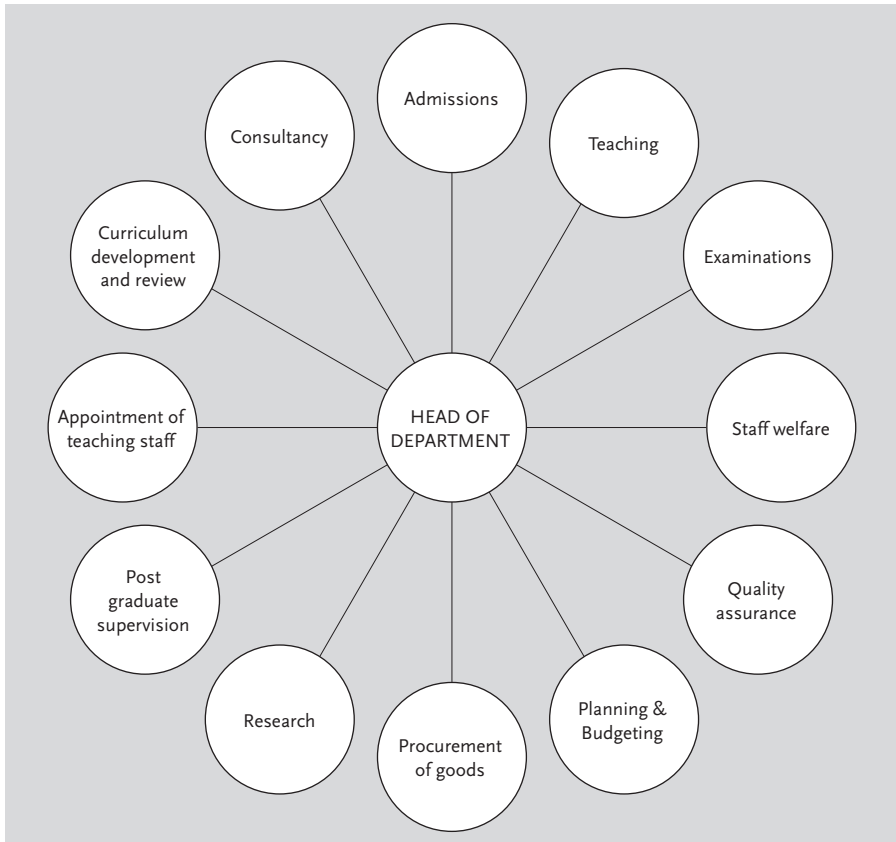 Admissions
Teaching
Examinations
Staff welfare
Quality
assurance
Planning &
Budgeting
Procurement
of goods
Research
Post
graduate
supervision
Appointment of
teaching staff
Curriculum
development
and review
Consultancy
HEAD OF
DEPARTMENT